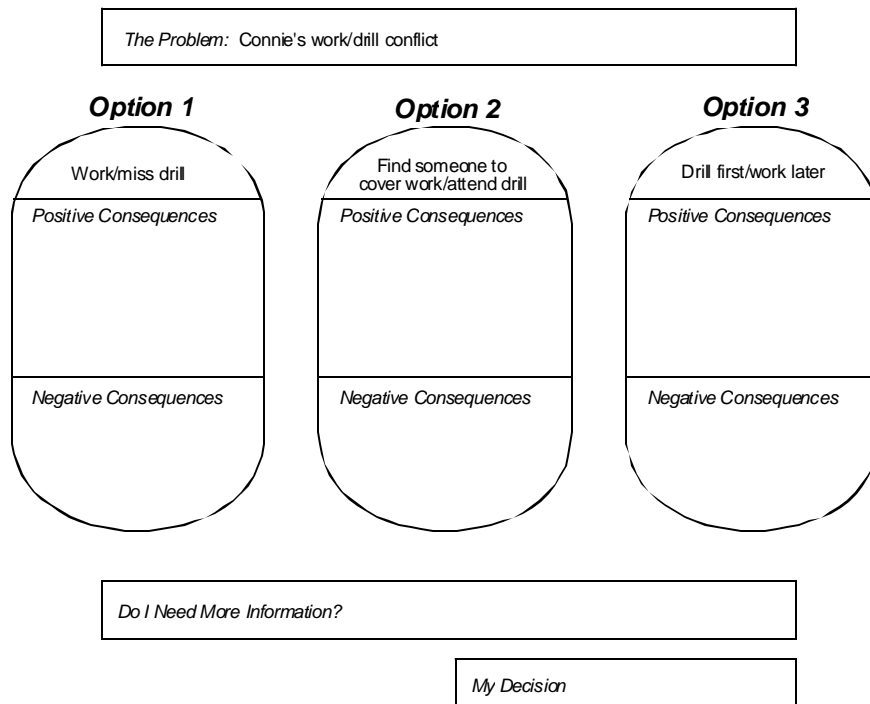 The Problem: Connie's work/drill conflict
Option 1
Option 2
Option 3
Work/miss drill
Find someone to
cover work/attend drill
Drill first/work later
Positive Consequences
Positive Consequences
Positive Consequences
Negative Consequences
Negative Consequences
Negative Consequences
Do I Need More Information?
My Decision